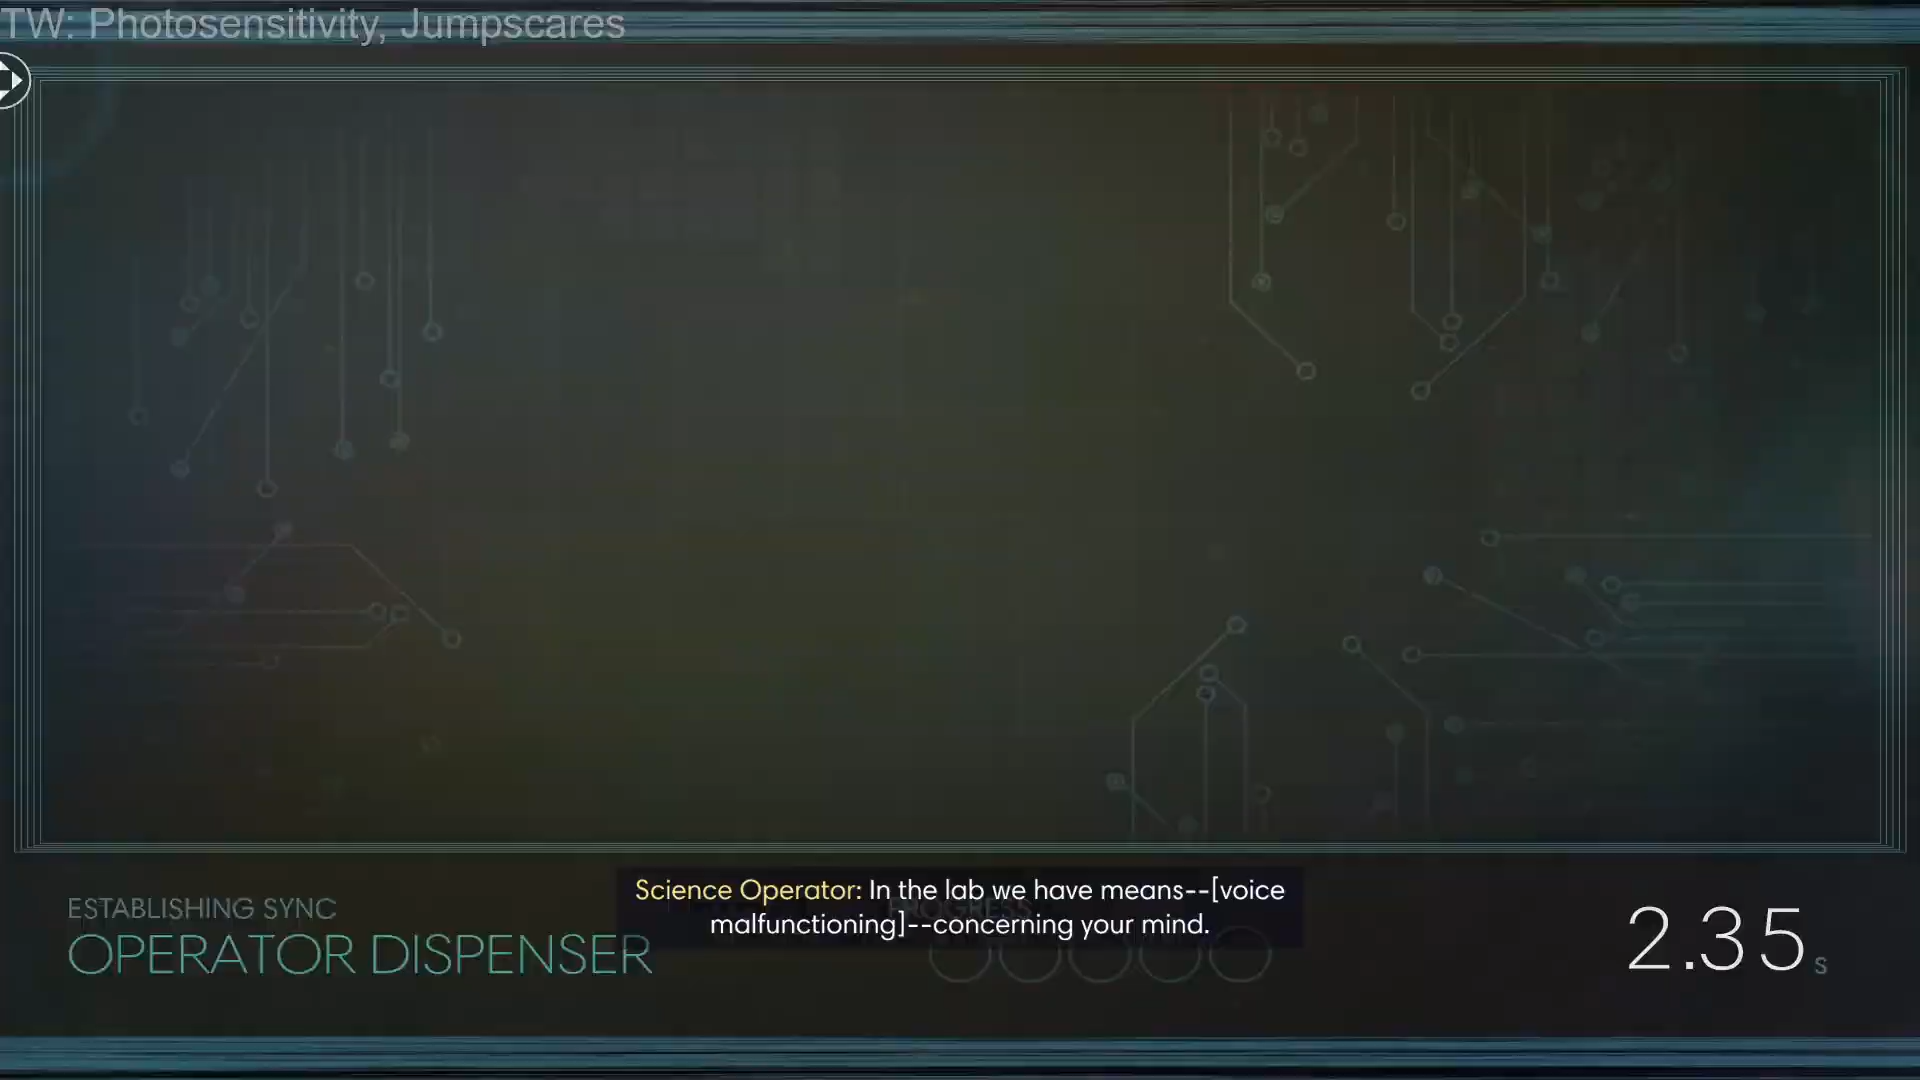 TW: Photosensitivity, Jumpscares
Science Operator: In the lab we have means--[voice
malfunctioning]--concerning your mind.
PROGRESS
ESTABLISHING SYNC
OPERATOR DISPENSER
2.35s